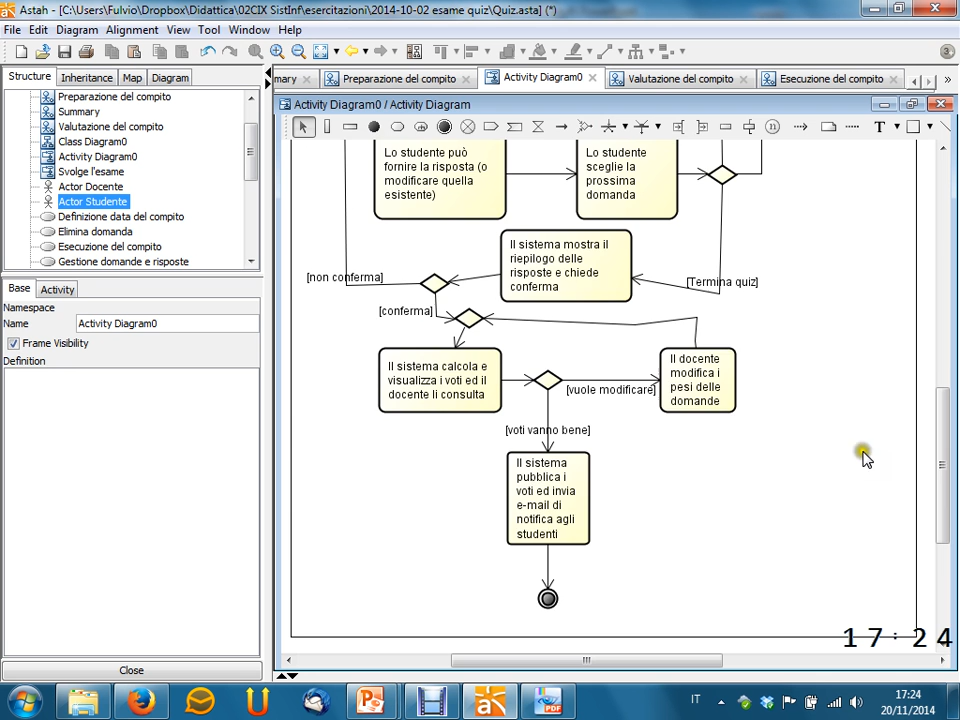 Astah - [C:\Users\Fulvio\Dropbox\Didattica\02CIX SistInf\esercitazioni\2014-10-02 esame quiz\Quiz.asta] (*)
File Edit Diagram Alignment View Tool Window Help
3
Structure Inheritance Map Diagram
mary Preparazione del compito Activity Diagram0 Valutazione del compito Esecuzione del compito
Preparazione del compito
Summary
Valutazione del compito
Class Diagram0
Activity Diagram0
Svolge l'esame
Actor Docente
Actor Studente
Definizione data del compito
Elimina domanda
Esecuzione del compito
Gestione domande e risposte
Base Activity
Namespace
Name Activity Diagram0
Frame Visibility
Definition
Close
Activity Diagram0 / Activity Diagram
T
Lo studente può
fornire la risposta (o
modificare quella
esistente)
Lo studente
sceglie la
prossima
domanda
Il sistema mostra il
riepilogo delle
risposte e chiede
conferma
[non conferma]
[Termina quiz]
[conferma]
Il sistema calcola e
visualizza i voti ed il
docente li consulta
[vuole modificare]
Il docente
modifica i
pesi delle
domande
[voti vanno bene]
Il sistema
pubblica i
voti ed invia
e-mail di
notifica agli
studenti
17:24
IT
17:24
20/11/2014